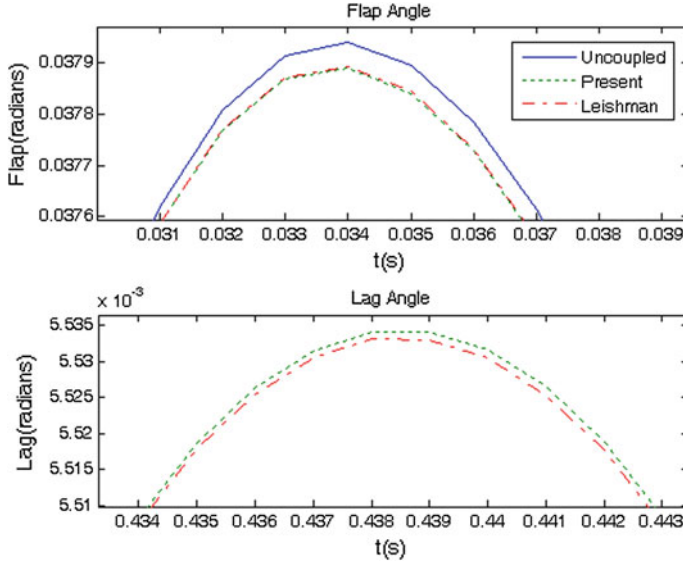 Flap Angle
Flap(radians)
0.0379
0.0378
0.0377
0.0376
Uncoupled
Present
Leishman
0.031 0.032 0.033 0.034 0.035 0.036 0.037 0.038 0.039
t(s)
x 10-3
Lag Angle
Lag(radians)
5.535
5.53
5.525
5.52
5.515
5.51
0.434 0.435 0.436 0.437 0.438 0.439 0.44 0.441 0.442 0.443
t(s)